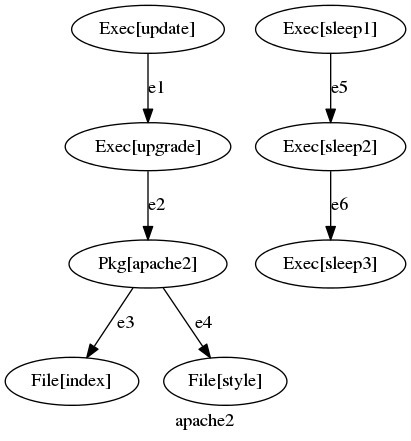 Exec[update]
Exec[sleep1]
e1
e5
Exec[upgrade]
Exec[sleep2]
e2
e6
Pkg[apache2]
Exec[sleep3]
e3
e4
File[index]
File[style]
apache2